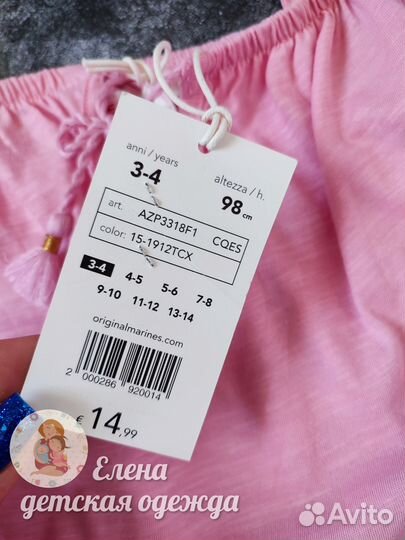 anni / years
altezza / h.
3-4
98 cm
art. AZP3318F1 CQES
color: 15-1912TCX
3-4 4-5 5-6 7-8
9-10 11-12 13-14
originalmarines.com
2 000286 920014
€ 14,99
Елена
детская одежда
Avito